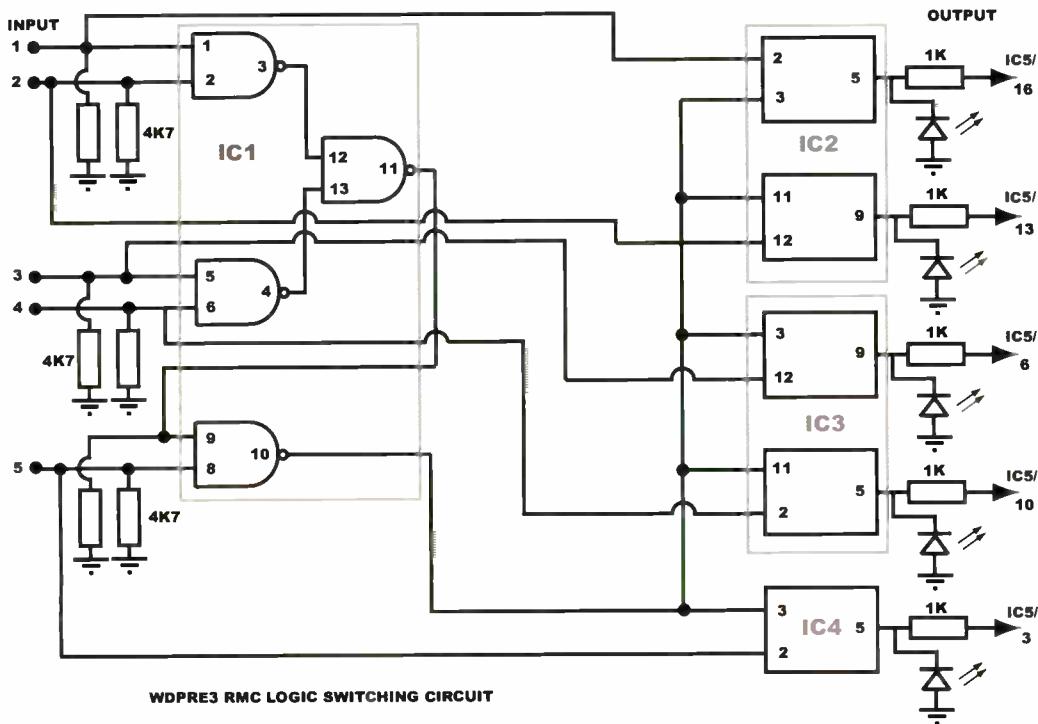 INPUT
OUTPUT
1
2
3
4
5
1
2
3
4K7
IC1
12
13
11
5
6
4
4K7
9
8
10
4K7
2
3
5
1K
IC5/
16
IC2
11
12
9
1K
IC5/
13
3
12
9
1K
IC5/
6
IC3
11
2
5
1K
IC5/
10
3
2
IC4
5
1K
IC5/
3
WDPRE3 RMC LOGIC SWITCHING CIRCUIT